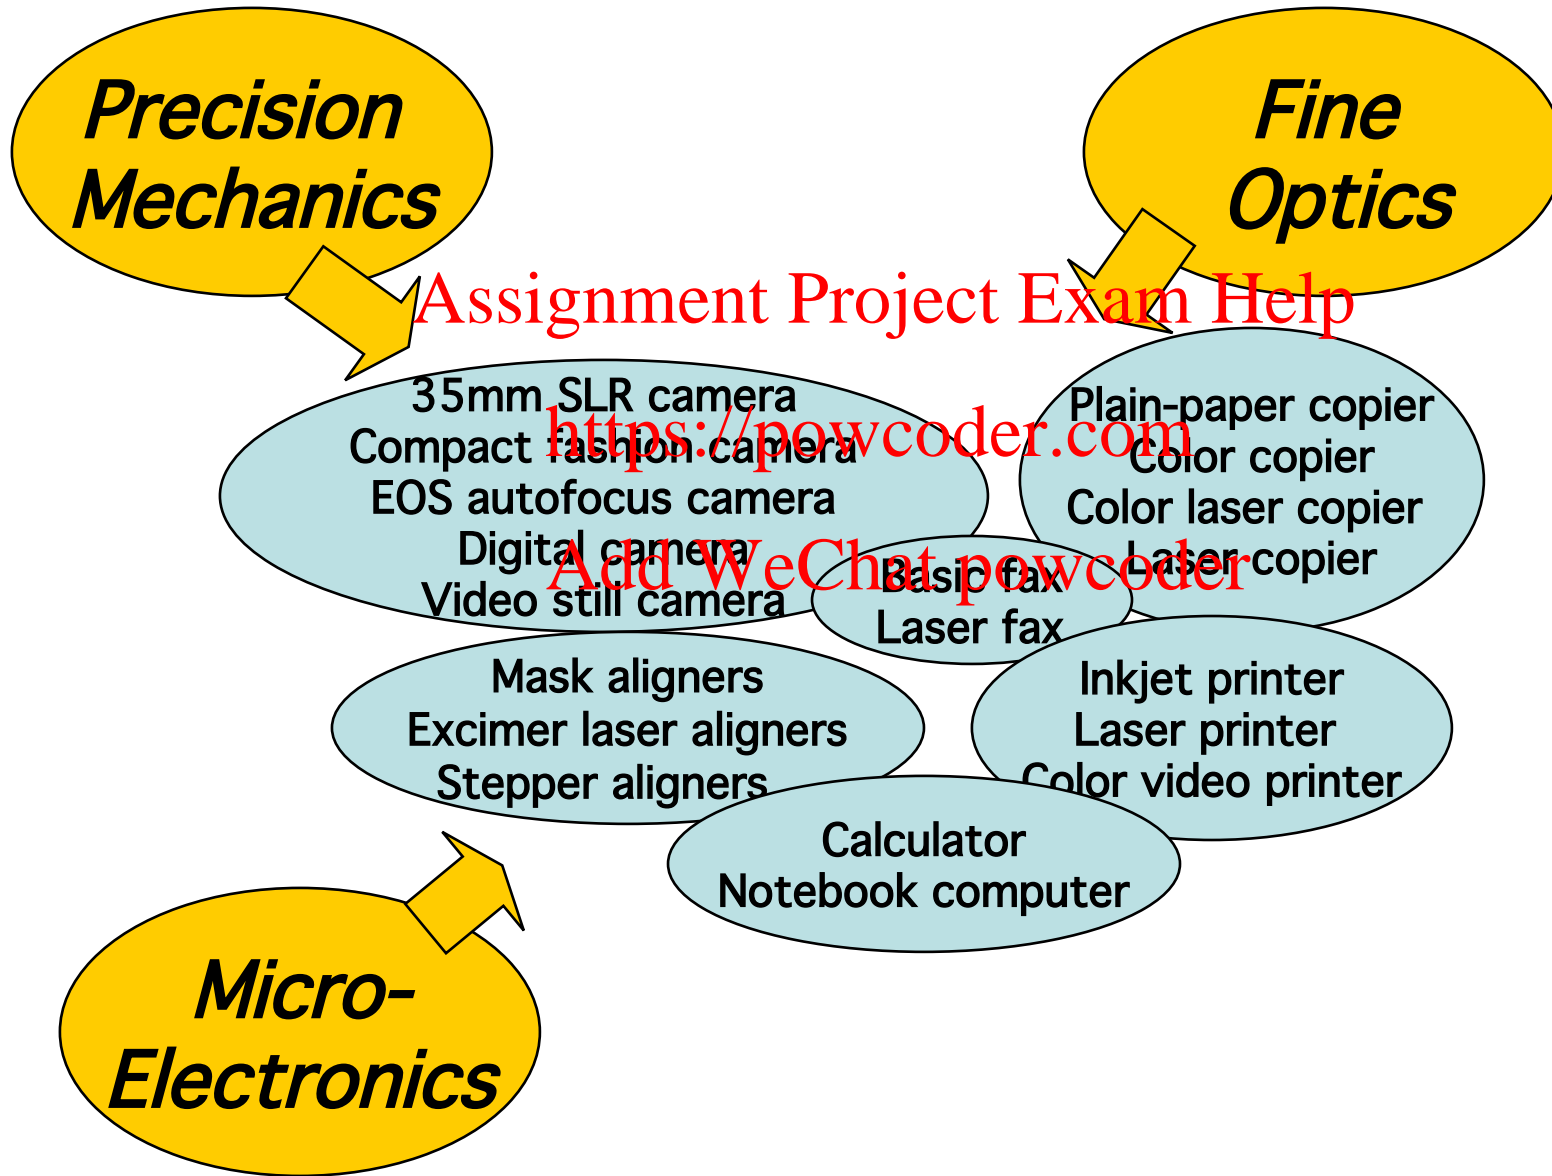 Precision
Mechanics
Fine
Optics
Assignment Project Exam Help
35mm SLR camera
Compact fashion camera
EOS autofocus camera
Digital camera
Video still camera
https://powcoder.com
Plain-paper copier
Color copier
Color laser copier
Laser copier
Add WeChat powcoder
Basic fax
Laser fax
Mask aligners
Excimer laser aligners
Stepper aligners
Inkjet printer
Laser printer
Color video printer
Calculator
Notebook computer
Micro-
Electronics